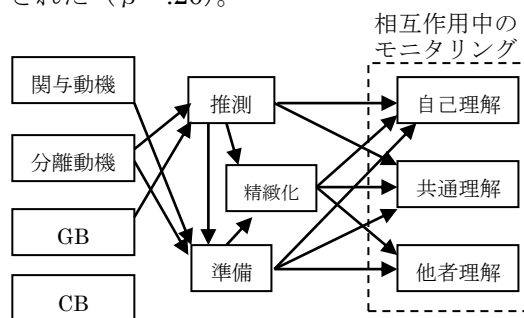 された（β
相互作用中の
モニタリング
関与動機
推測
自己理解
分離動機
精緻化
共通理解
GB
準備
他者理解
CB